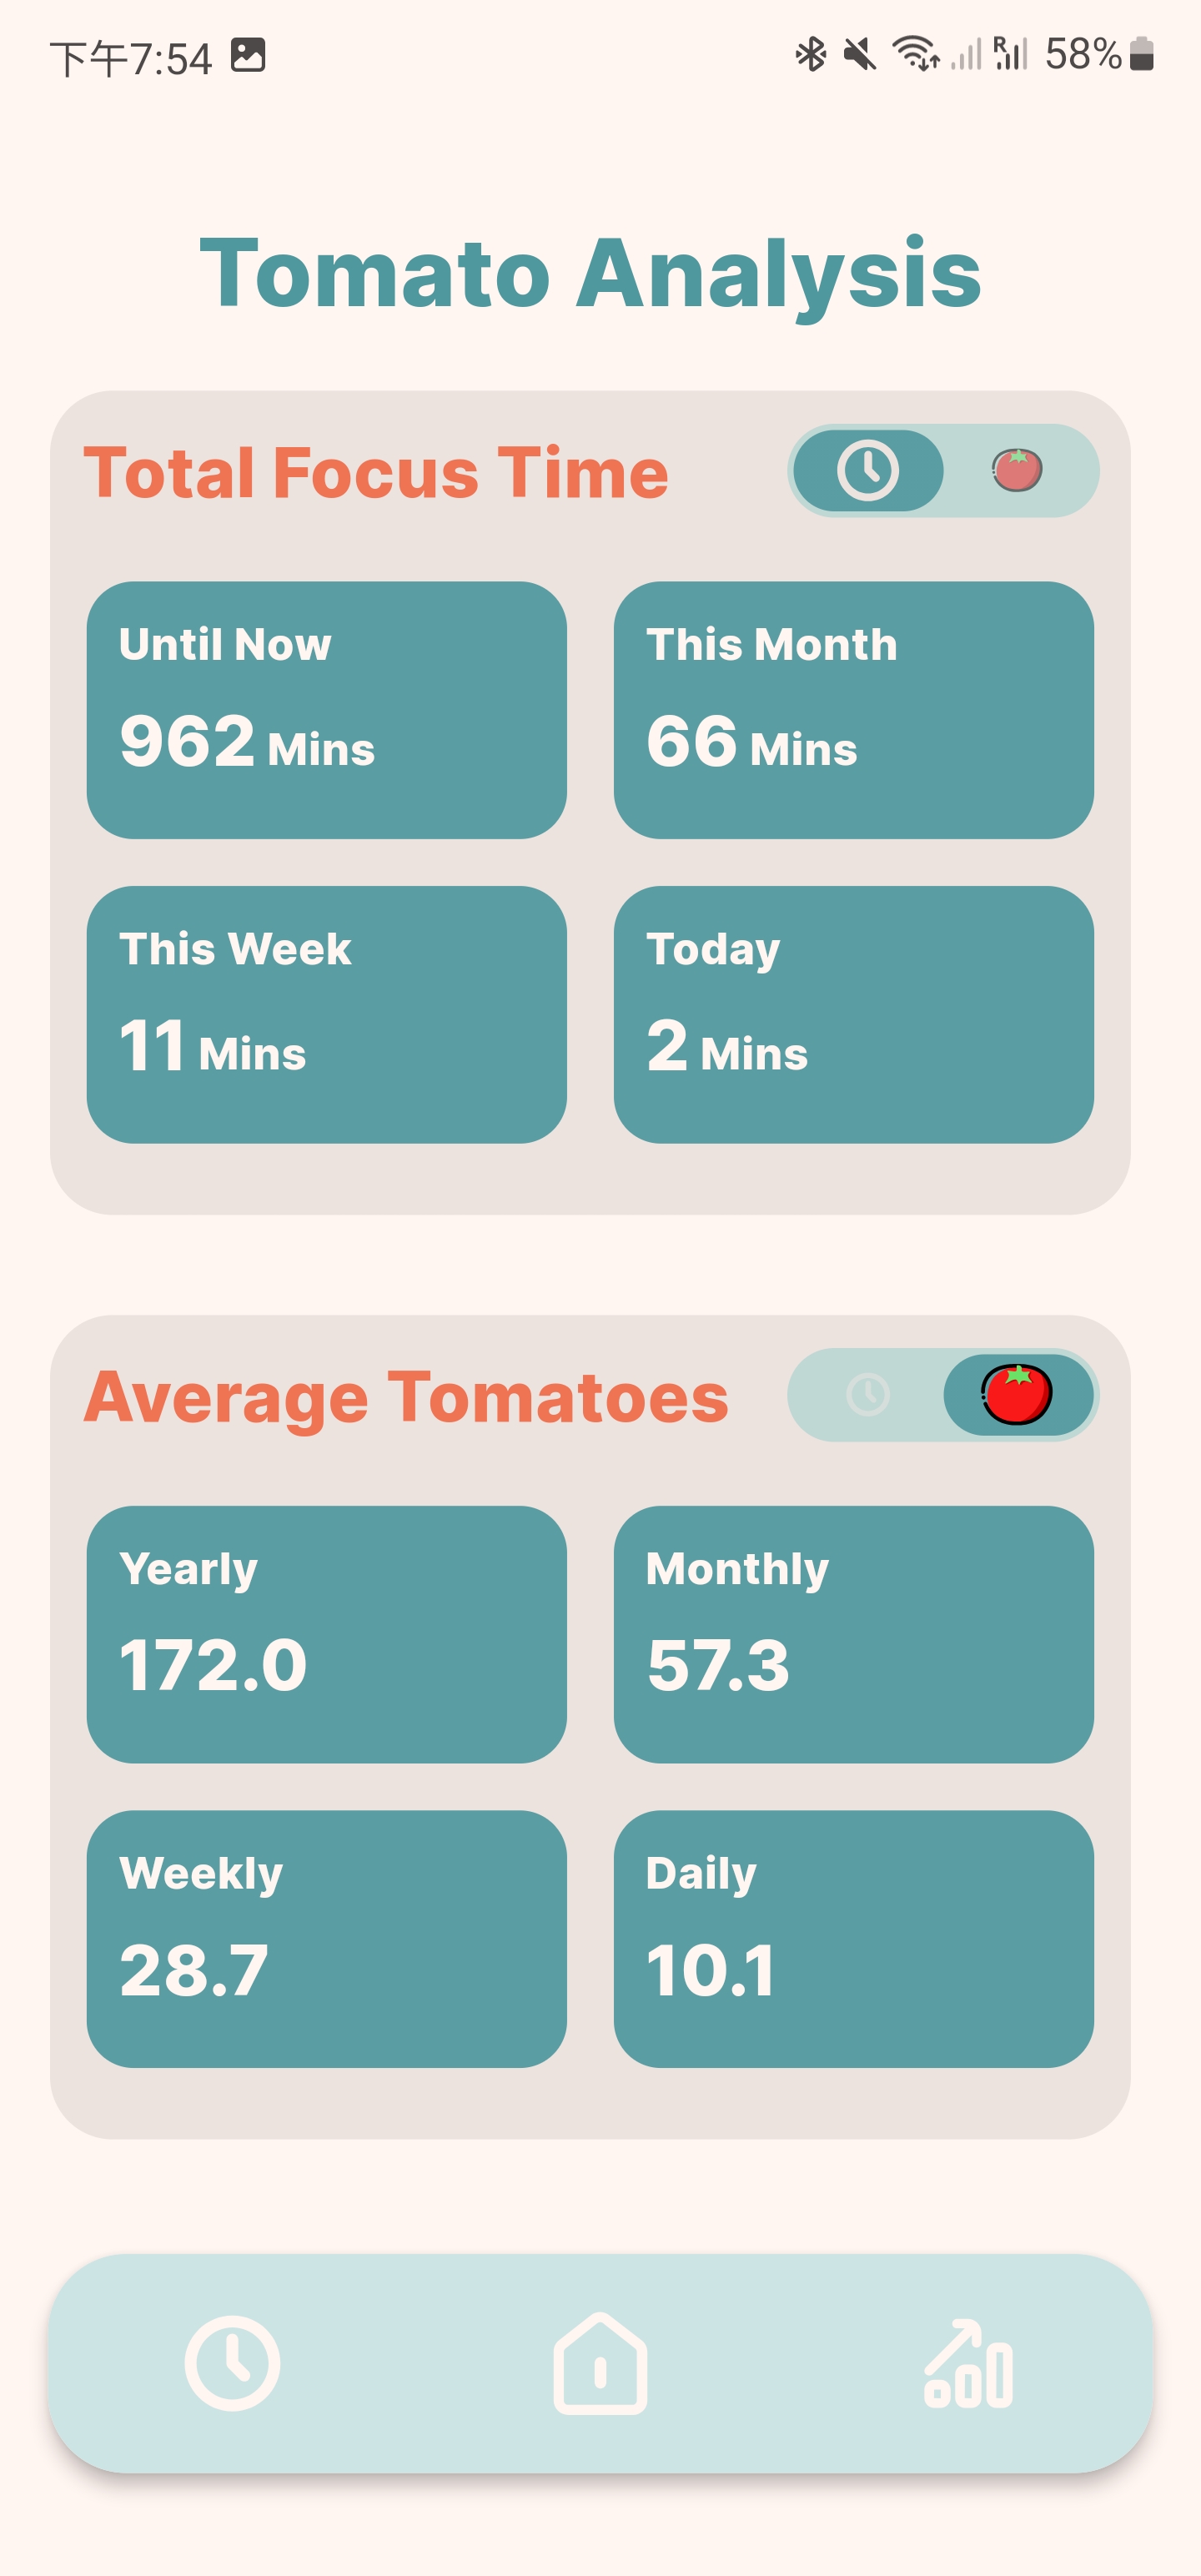 下午7:54
R
58%
Tomato Analysis
Total Focus Time
Until Now
962 Mins
This Month
66 Mins
This Week
11 Mins
Today
2 Mins
Average Tomatoes
Yearly
172.0
Monthly
57.3
Weekly
28.7
Daily
10.1